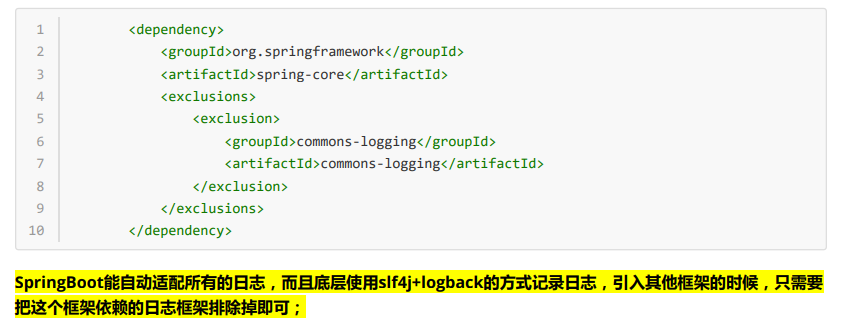 1 <dependency>
2 <groupId>org.springframework</groupId>
3 <artifactId>spring-core</artifactId>
4 <exclusions>
5 <exclusion>
6 <groupId>commons-logging</groupId>
7 <artifactId>commons-logging</artifactId>
8 </exclusion>
9 </exclusions>
10 </dependency>
SpringBoot能自动适配所有的日志，而且底层使用slf4j+logback的方式记录日志，引入其他框架的时候，只需要
把这个框架依赖的日志框架排除掉即可；